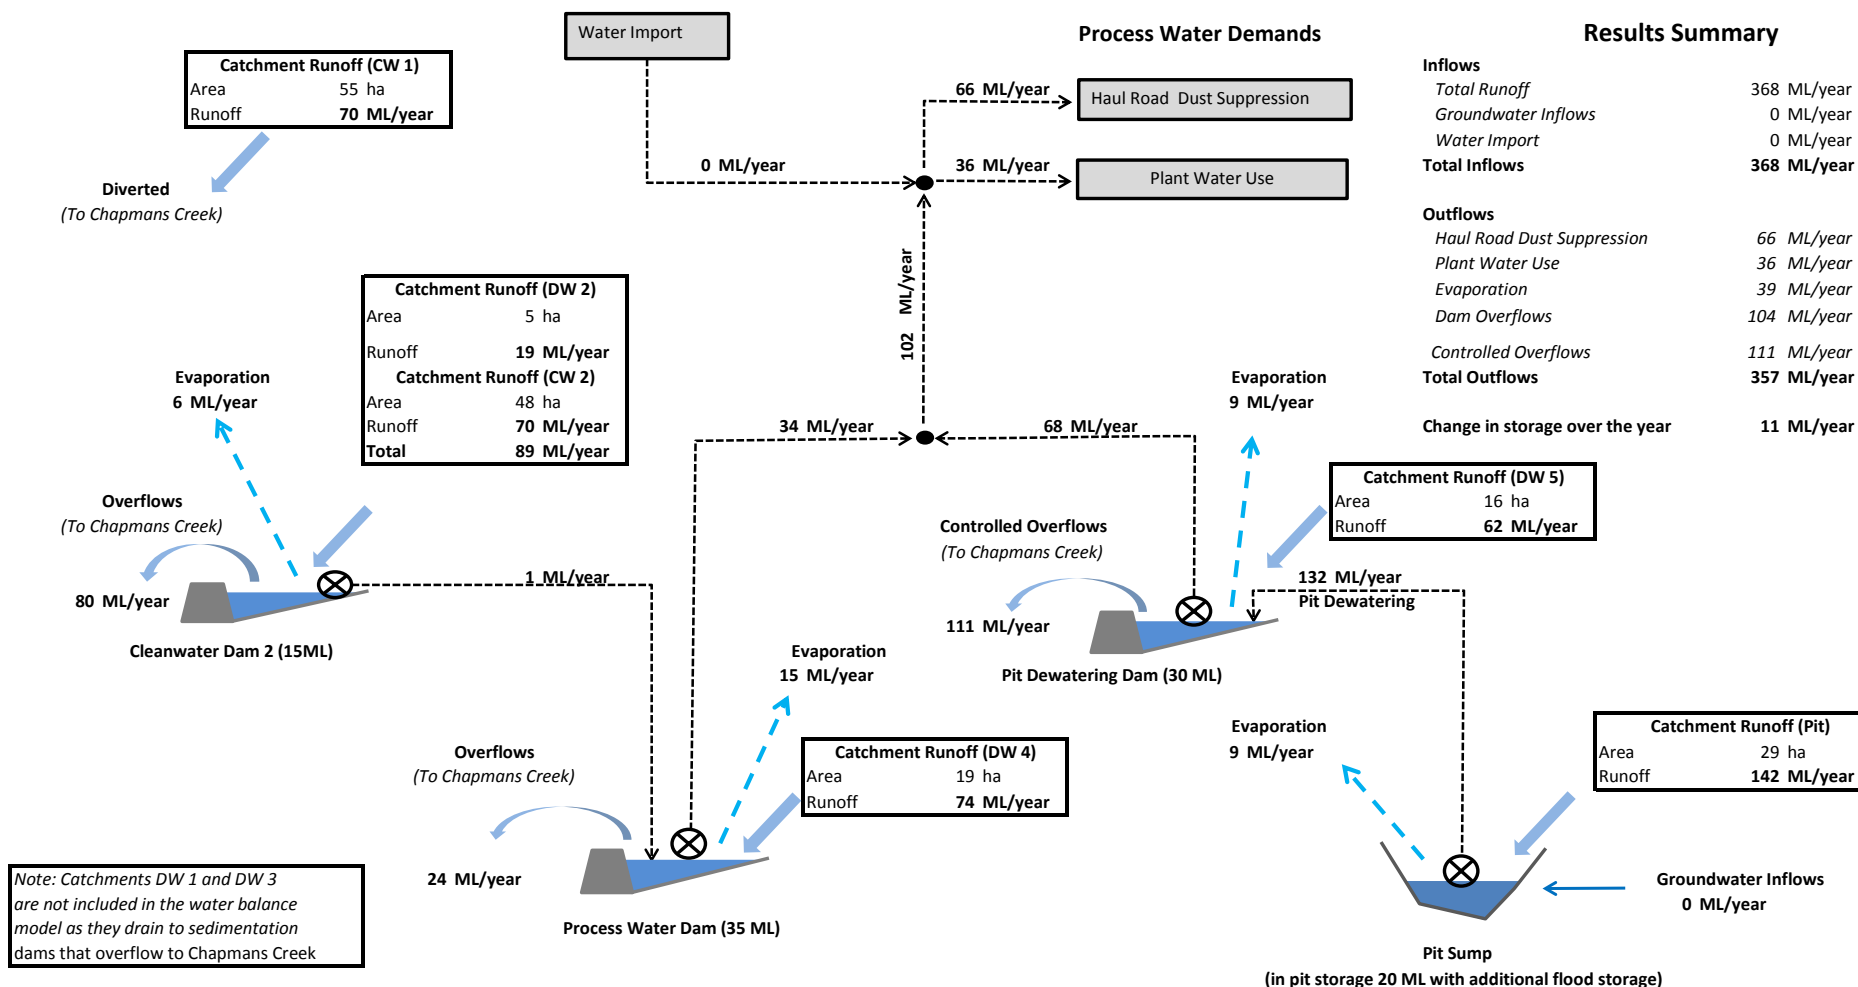 Water Import
Process Water Demands
Results Summary
Catchment Runoff (CW 1)
Area 55 ha
Runoff 70 ML/year
Diverted
(To Chapmans Creek)
66 ML/year
Haul Road Dust Suppression
0 ML/year
36 ML/year
Plant Water Use
102 ML/year
Inflows
Total Runoff 368 ML/year
Groundwater Inflows 0 ML/year
Water Import 0 ML/year
Total Inflows 368 ML/year
Outflows
Haul Road Dust Suppression 66 ML/year
Plant Water Use 36 ML/year
Evaporation 39 ML/year
Dam Overflows 104 ML/year
Controlled Overflows 111 ML/year
Total Outflows 357 ML/year
Change in storage over the year 11 ML/year
Catchment Runoff (DW 2)
Area 5 ha
Runoff 19 ML/year
Catchment Runoff (CW 2)
Area 48 ha
Runoff 70 ML/year
Total 89 ML/year
Evaporation
6 ML/year
Overflows
(To Chapmans Creek)
80 ML/year
1 ML/year
Cleanwater Dam 2 (15ML)
34 ML/year
68 ML/year
Evaporation
9 ML/year
Catchment Runoff (DW 5)
Area 16 ha
Runoff 62 ML/year
Controlled Overflows
(To Chapmans Creek)
111 ML/year
132 ML/year
Pit Dewatering
Pit Dewatering Dam (30 ML)
Evaporation
15 ML/year
Overflows
(To Chapmans Creek)
24 ML/year
Catchment Runoff (DW 4)
Area 19 ha
Runoff 74 ML/year
Process Water Dam (35 ML)
Evaporation
9 ML/year
Catchment Runoff (Pit)
Area 29 ha
Runoff 142 ML/year
Groundwater Inflows
0 ML/year
Pit Sump
(in pit storage 20 ML with additional flood storage)
Note: Catchments DW 1 and DW 3
are not included in the water balance
model as they drain to sedimentation
dams that overflow to Chapmans Creek